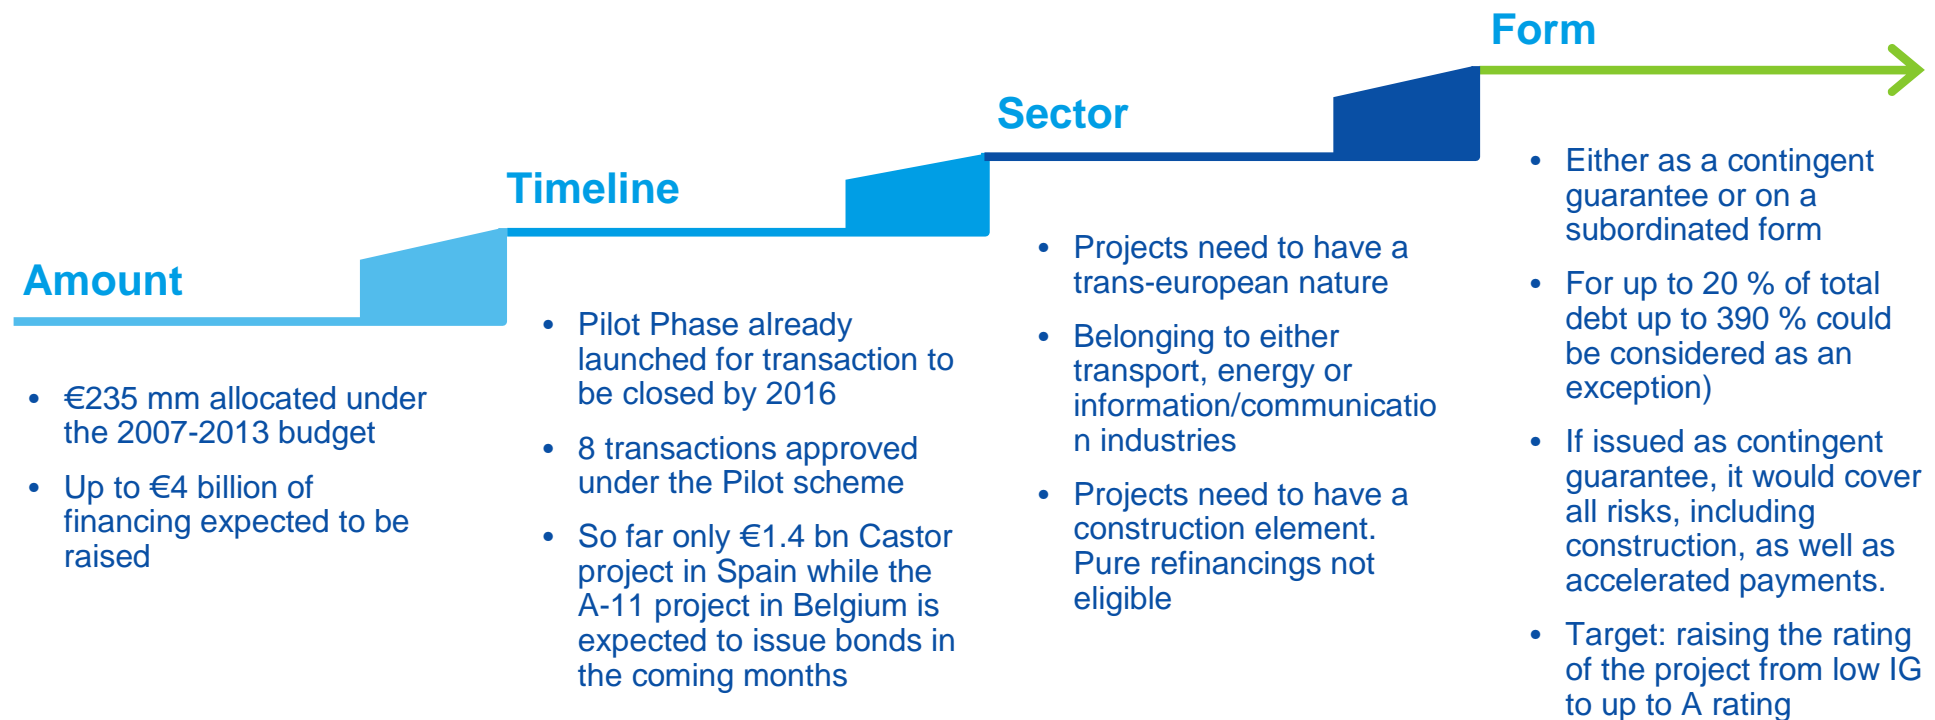 Amount
• €235 mm allocated under
the 2007-2013 budget
• Up to €4 billion of
financing expected to be
raised
Timeline
• Pilot Phase already
launched for transaction to
be closed by 2016
• 8 transactions approved
under the Pilot scheme
• So far only €1.4 bn Castor
project in Spain while the
A-11 project in Belgium is
expected to issue bonds in
the coming months
Sector
• Projects need to have a
trans-european nature
• Belonging to either
transport, energy or
information/communicatio
n industries
• Projects need to have a
construction element.
Pure refinancings not
eligible
Form
• Either as a contingent
guarantee or on a
subordinated form
• For up to 20 % of total
debt up to 390 % could
be considered as an
exception)
• If issued as contingent
guarantee, it would cover
all risks, including
construction, as well as
accelerated payments.
• Target: raising the rating
of the project from low IG
to up to A rating